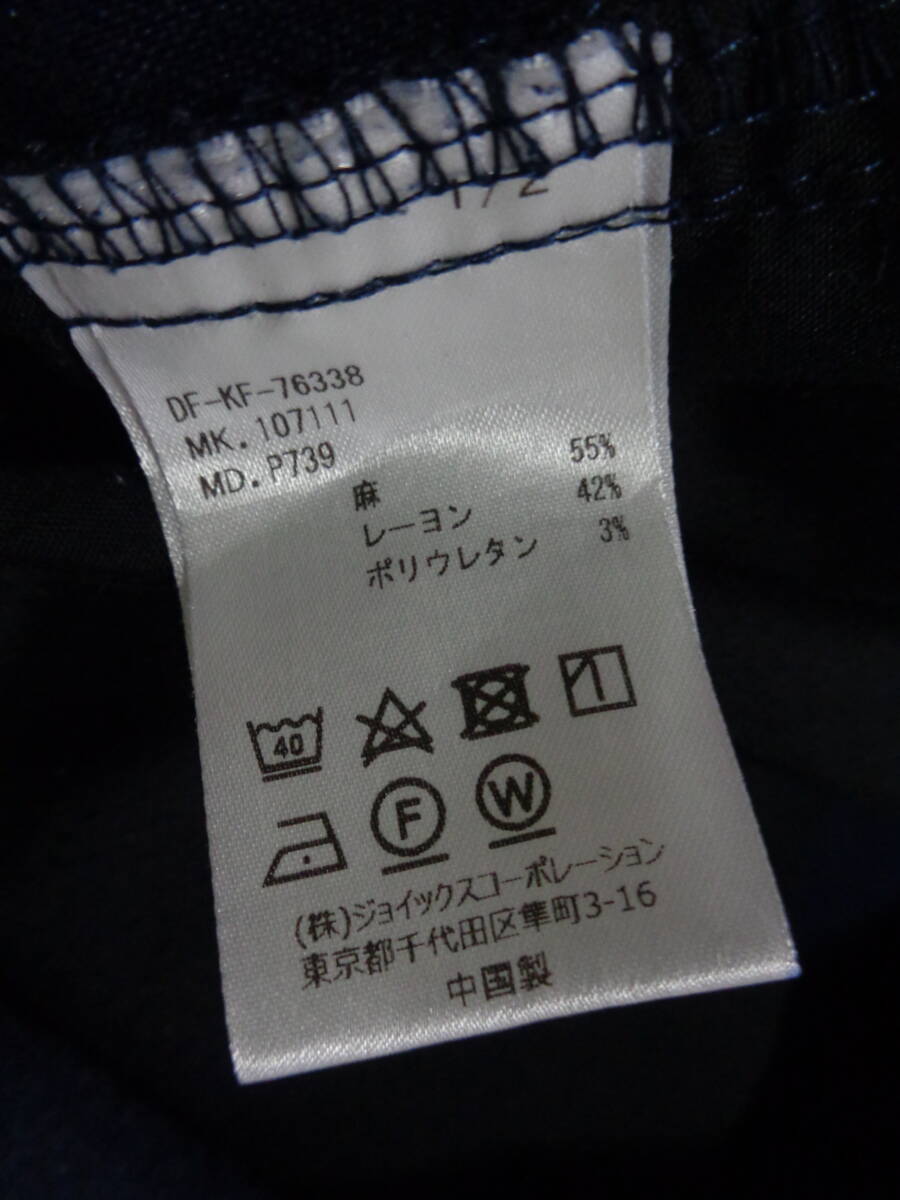 1/2
DF-KF-76338
MK.107111
MD.P739
麻 55%
レーヨン 42%
ポリウレタン 3%
40
F W
(株)ジョイックスコーポレーション
東京都千代田区隼町3-16
中国製